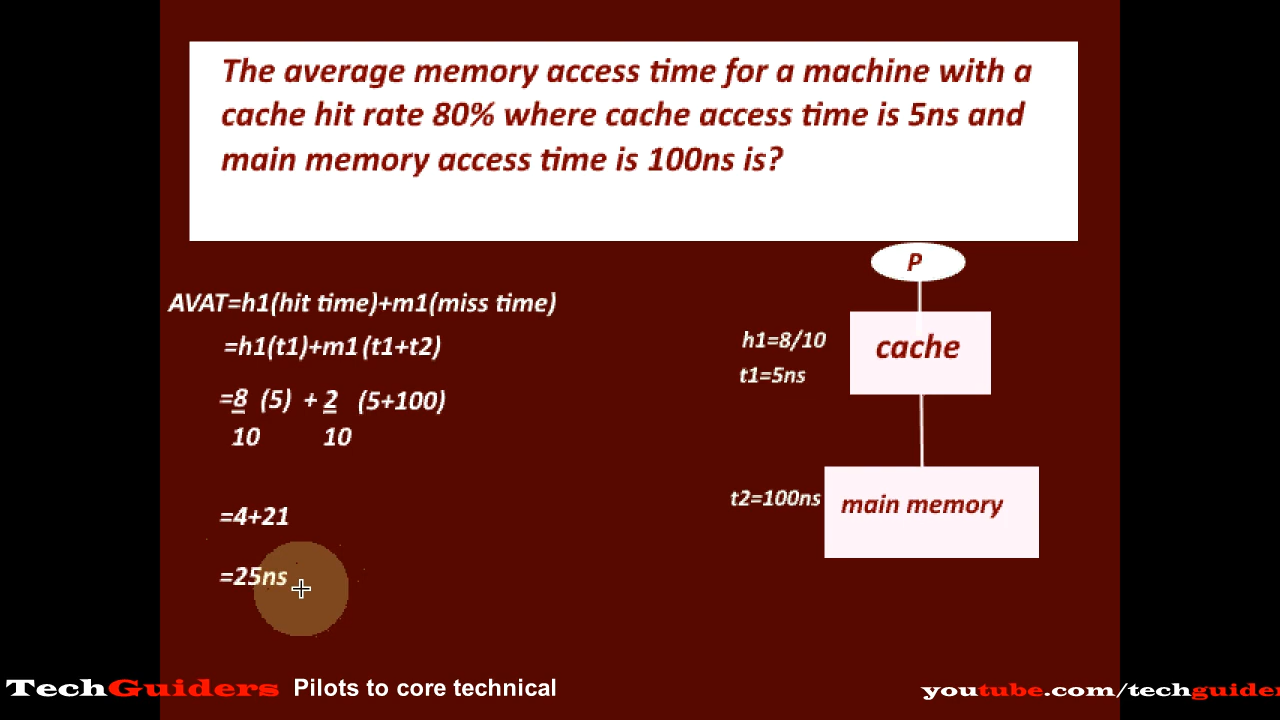 The average memory access time for a machine with a
cache hit rate 80% where cache access time is 5ns and
main memory access time is 100ns is?
P
AVAT=h1(hit time)+m1(miss time)
=h1(t1)+m1(t1+t2)
=8 (5) + 2 (5+100)
10 10
=4+21
=25ns
h1=8/10
t1=5ns
cache
t2=100ns
main memory
TechGuiders Pilots to core technical
youtube.com/techguider